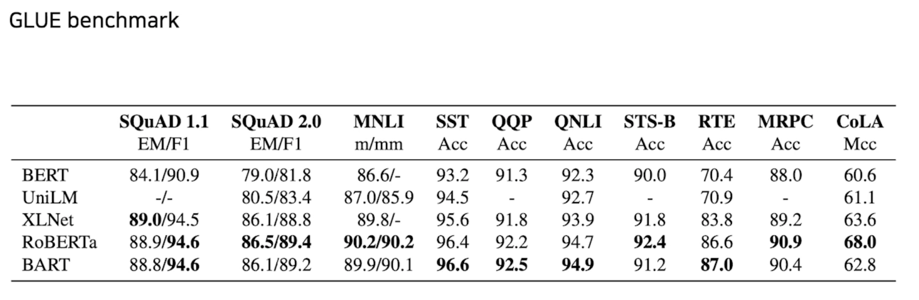 GLUE benchmark
SQuAD 1.1 SQuAD 2.0 MNLI SST QQP QNLI STS-B RTE MRPC CoLA
EM/F1 EM/F1 m/mm Acc Acc Acc Acc Acc Acc Mcc
BERT 84.1/90.9 79.0/81.8 86.6/- 93.2 91.3 92.3 90.0 70.4 88.0 60.6
UniLM -/- 80.5/83.4 87.0/85.9 94.5 - 92.7 - 70.9 - 61.1
XLNet 89.0/94.5 86.1/88.8 89.8/- 95.6 91.8 93.9 91.8 83.8 89.2 63.6
RoBERTa 88.9/94.6 86.5/89.4 90.2/90.2 96.4 92.2 94.7 92.4 86.6 90.9 68.0
BART 88.8/94.6 86.1/89.2 89.9/90.1 96.6 92.5 94.9 91.2 87.0 90.4 62.8